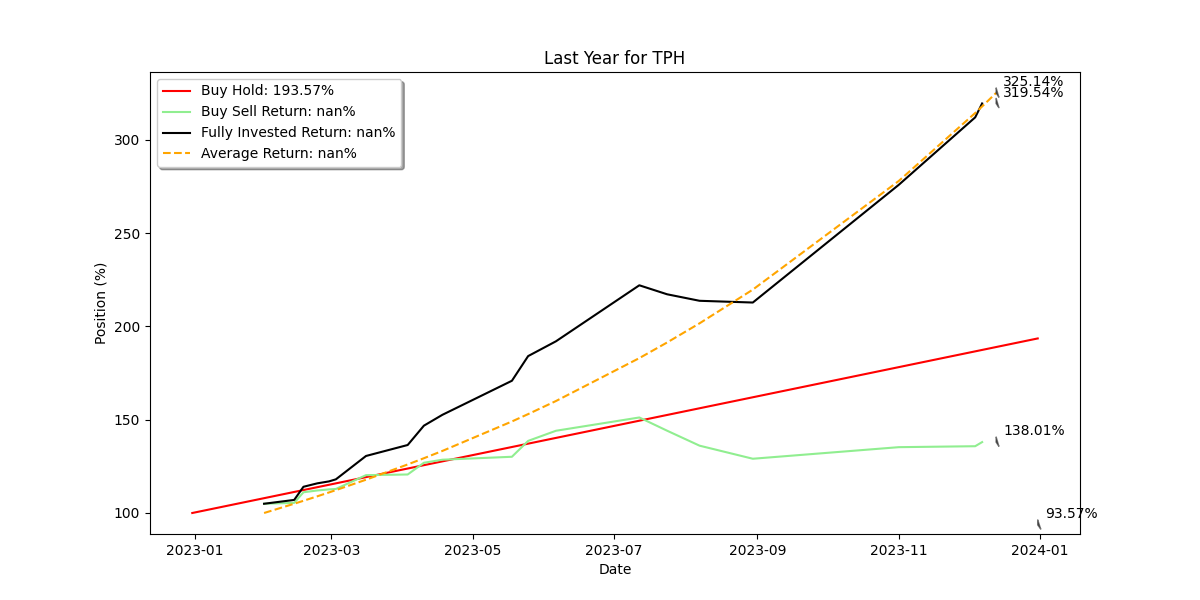 Last Year for TPH
Buy Hold: 193.57%
Buy Sell Return: nan%
Fully Invested Return: nan%
Average Return: nan%
325.14%
319.54%
138.01%
93.57%
Position (%)
300
250
200
150
100
2023-01
2023-03
2023-05
2023-07
2023-09
2023-11
2024-01
Date